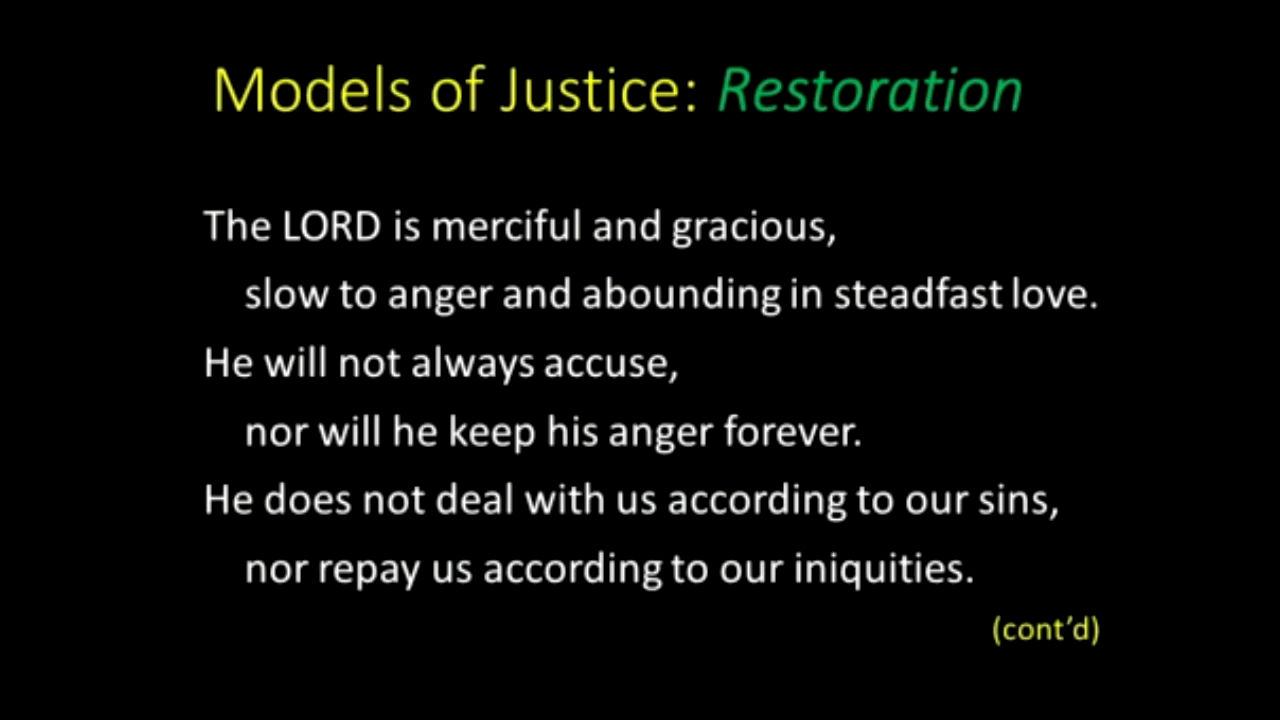 Models of Justice: Restoration
The LORD is merciful and gracious,
slow to anger and abounding in steadfast love.
He will not always accuse,
nor will he keep his anger forever.
He does not deal with us according to our sins,
nor repay us according to our iniquities.
(cont’d)